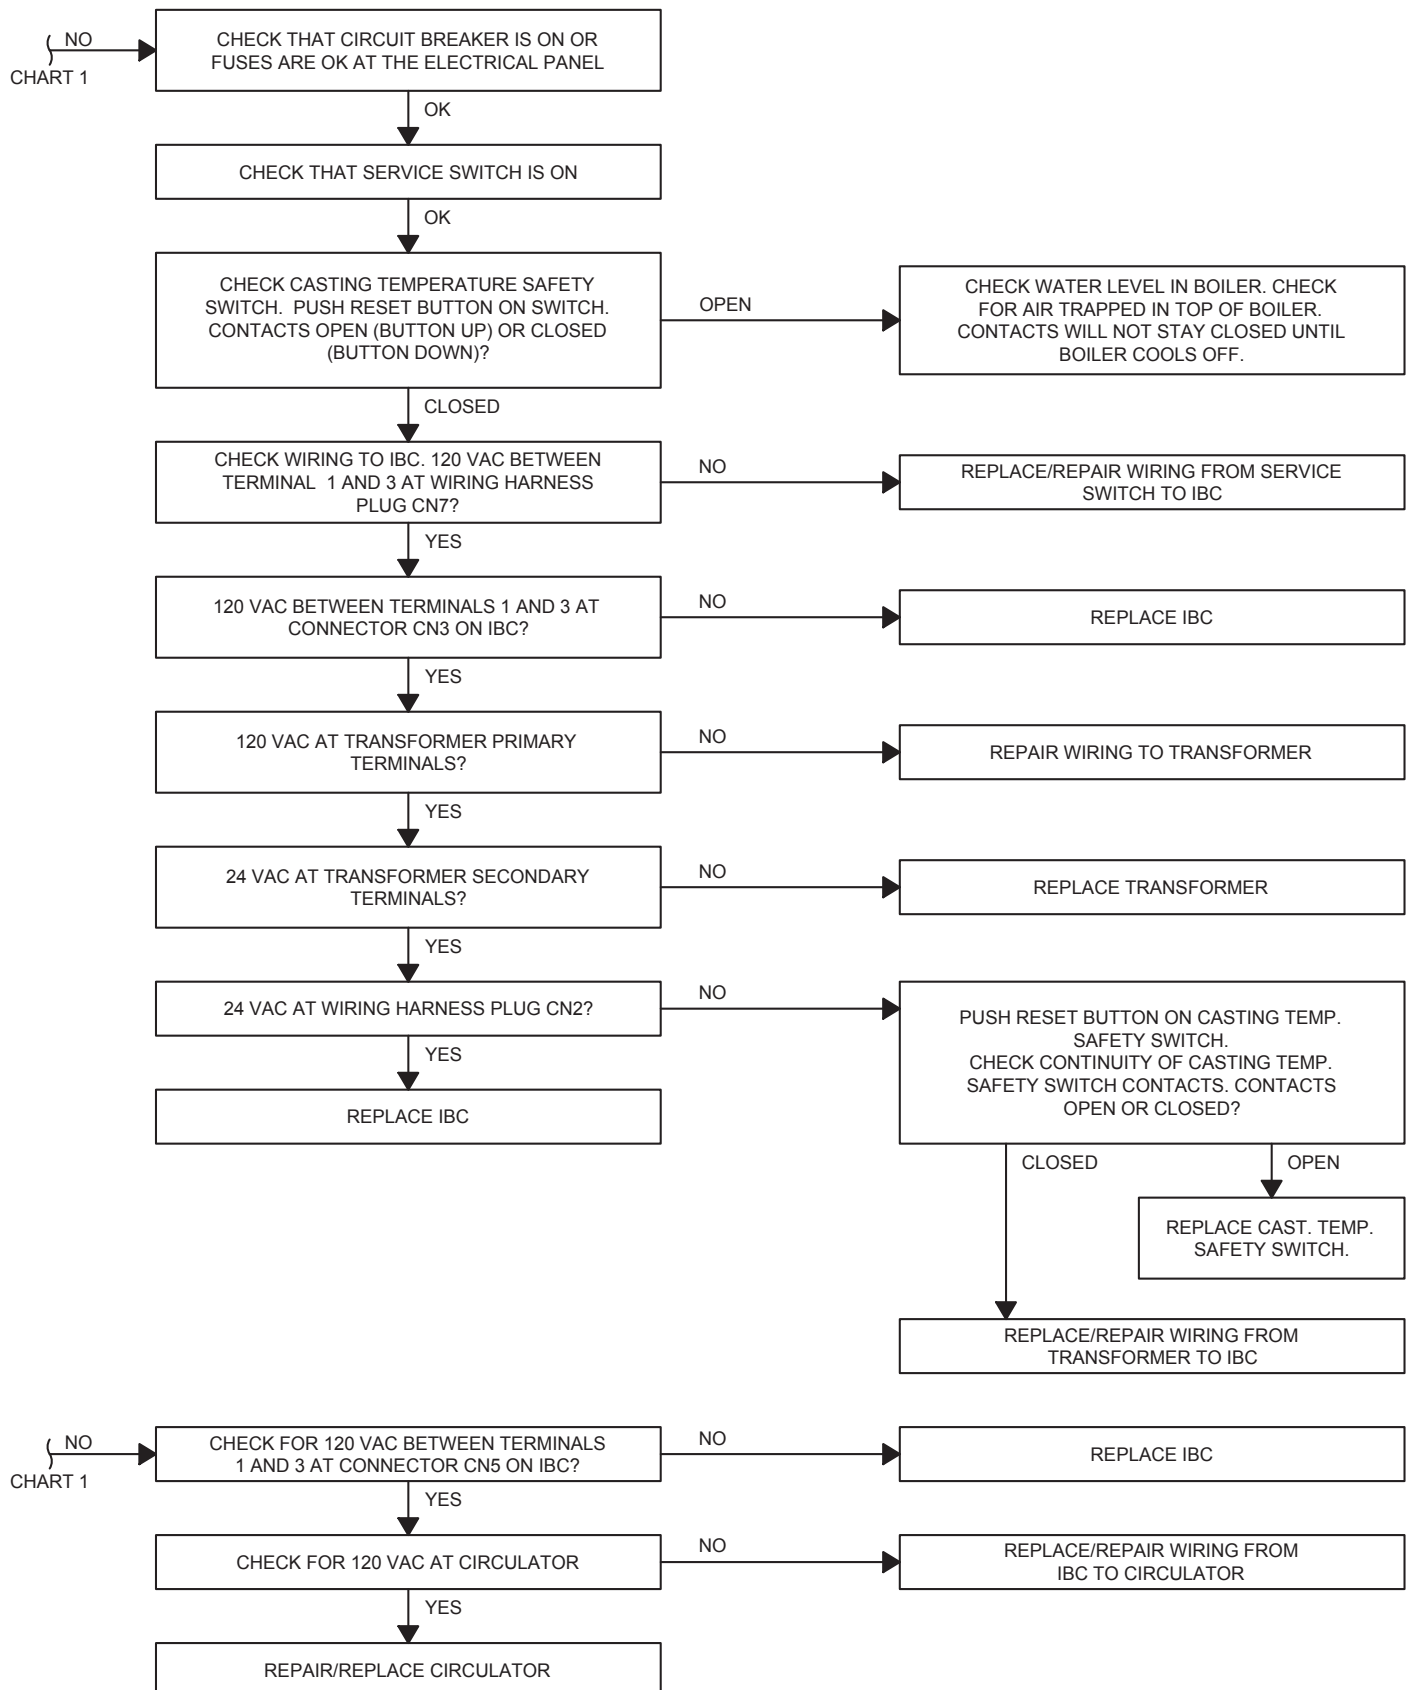 NO
CHART 1
CHECK THAT CIRCUIT BREAKER IS ON OR
FUSES ARE OK AT THE ELECTRICAL PANEL
OK
CHECK THAT SERVICE SWITCH IS ON
OK
CHECK CASTING TEMPERATURE SAFETY
SWITCH.  PUSH RESET BUTTON ON SWITCH.
CONTACTS OPEN (BUTTON UP) OR CLOSED
(BUTTON DOWN)?
OPEN
CHECK WATER LEVEL IN BOILER. CHECK
FOR AIR TRAPPED IN TOP OF BOILER.
CONTACTS WILL NOT STAY CLOSED UNTIL
BOILER COOLS OFF.
CLOSED
CHECK WIRING TO IBC. 120 VAC BETWEEN
TERMINAL  1 AND 3 AT WIRING HARNESS
PLUG CN7?
NO
REPLACE/REPAIR WIRING FROM SERVICE
SWITCH TO IBC
YES
120 VAC BETWEEN TERMINALS 1 AND 3 AT
CONNECTOR CN3 ON IBC?
NO
REPLACE IBC
YES
120 VAC AT TRANSFORMER PRIMARY
TERMINALS?
NO
REPAIR WIRING TO TRANSFORMER
YES
24 VAC AT TRANSFORMER SECONDARY
TERMINALS?
NO
REPLACE TRANSFORMER
YES
24 VAC AT WIRING HARNESS PLUG CN2?
NO
PUSH RESET BUTTON ON CASTING TEMP.
SAFETY SWITCH.
CHECK CONTINUITY OF CASTING TEMP.
SAFETY SWITCH CONTACTS. CONTACTS
OPEN OR CLOSED?
YES
REPLACE IBC
CLOSED
OPEN
REPLACE CAST. TEMP.
SAFETY SWITCH.
REPLACE/REPAIR WIRING FROM
TRANSFORMER TO IBC
NO
CHART 1
CHECK FOR 120 VAC BETWEEN TERMINALS
1 AND 3 AT CONNECTOR CN5 ON IBC?
NO
REPLACE IBC
YES
CHECK FOR 120 VAC AT CIRCULATOR
NO
REPLACE/REPAIR WIRING FROM
IBC TO CIRCULATOR
YES
REPAIR/REPLACE CIRCULATOR